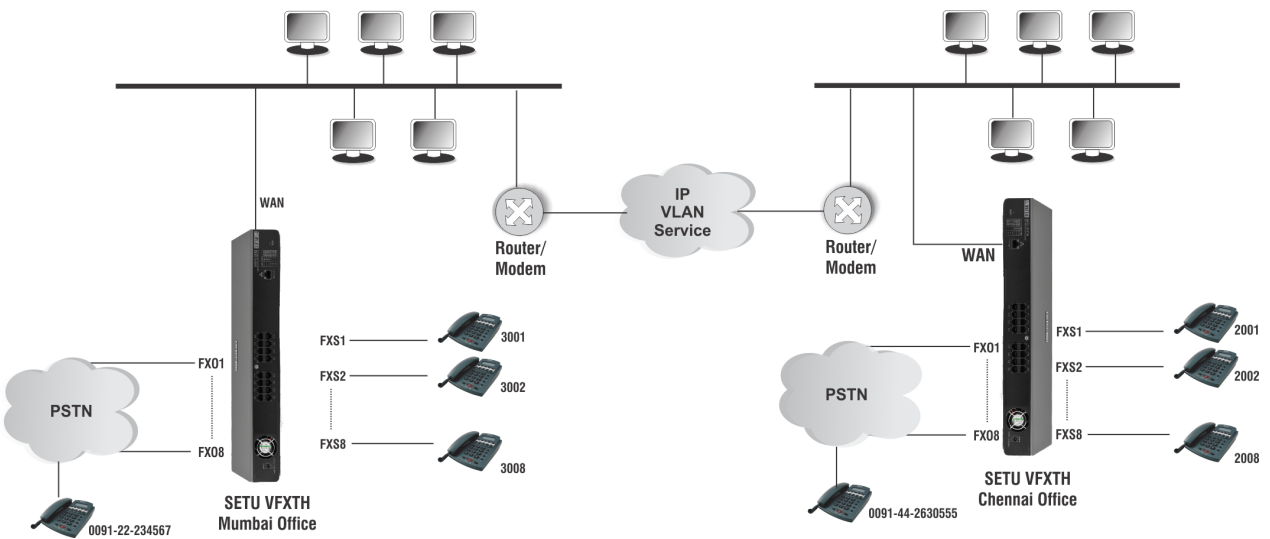 WAN
IP
VLAN
Service
Router/
Modem
Router/
Modem
WAN
FXS1
3001
FXO1
FXS2
3002
PSTN
FXO8
FXS8
3008
SETU VFXTH
Mumbai Office
0091-22-234567
FXS1
2001
FXO1
FXS2
2002
PSTN
FXO8
FXS8
2008
SETU VFXTH
Chennai Office
0091-44-2630555